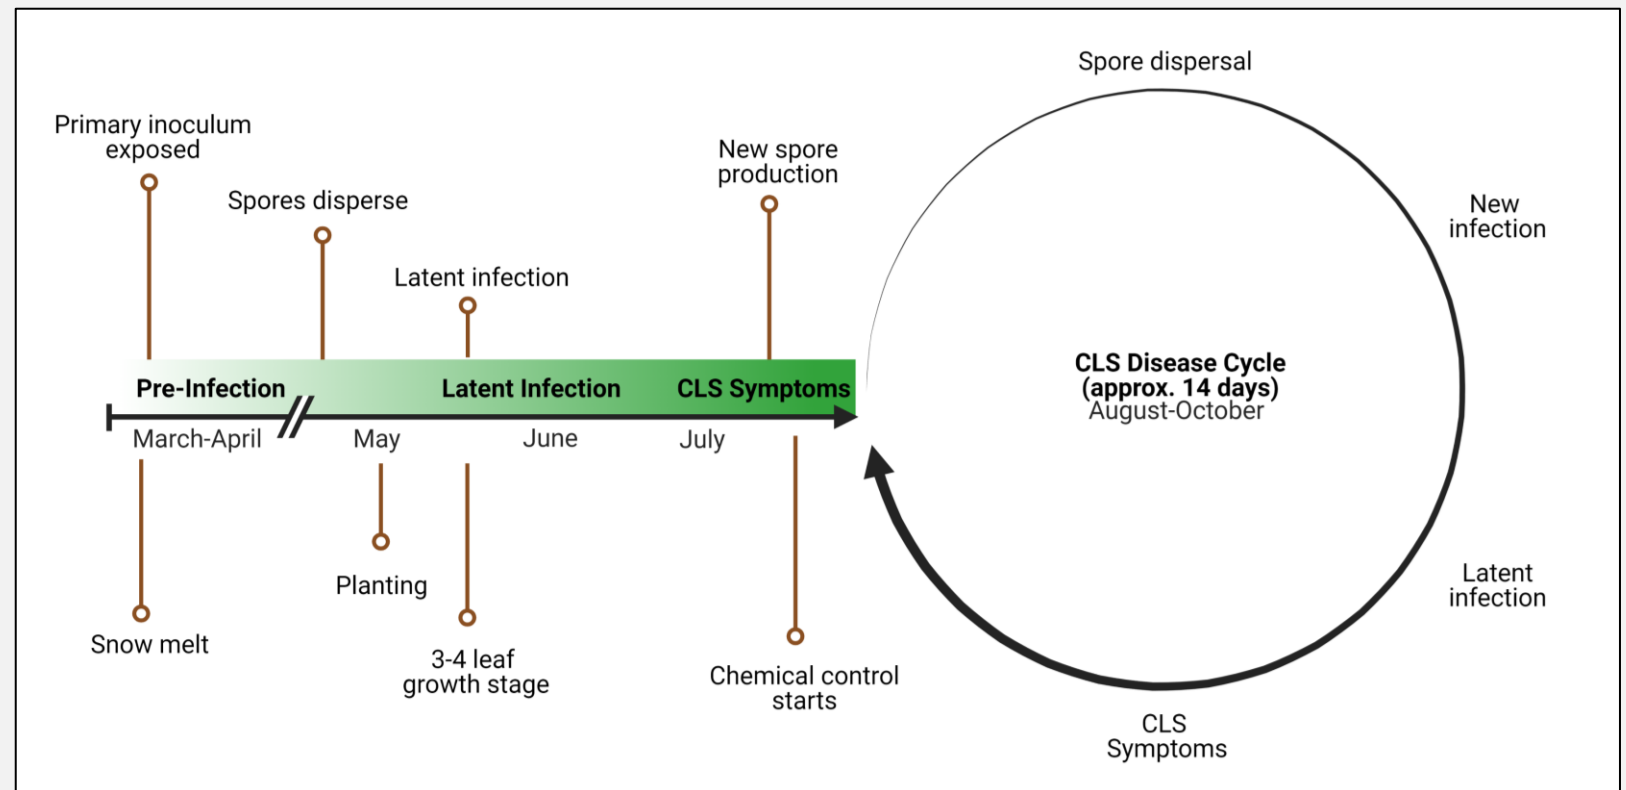 Spore dispersal
Primary inoculum
exposed
New spore
production
Spores disperse
New
infection
Latent infection
Pre-Infection
Latent Infection
CLS Symptoms
CLS Disease Cycle
(approx. 14 days)
August-October
March-April
May
June
July
Planting
Snow melt
3-4 leaf
growth stage
Chemical control
starts
Latent
infection
CLS
Symptoms